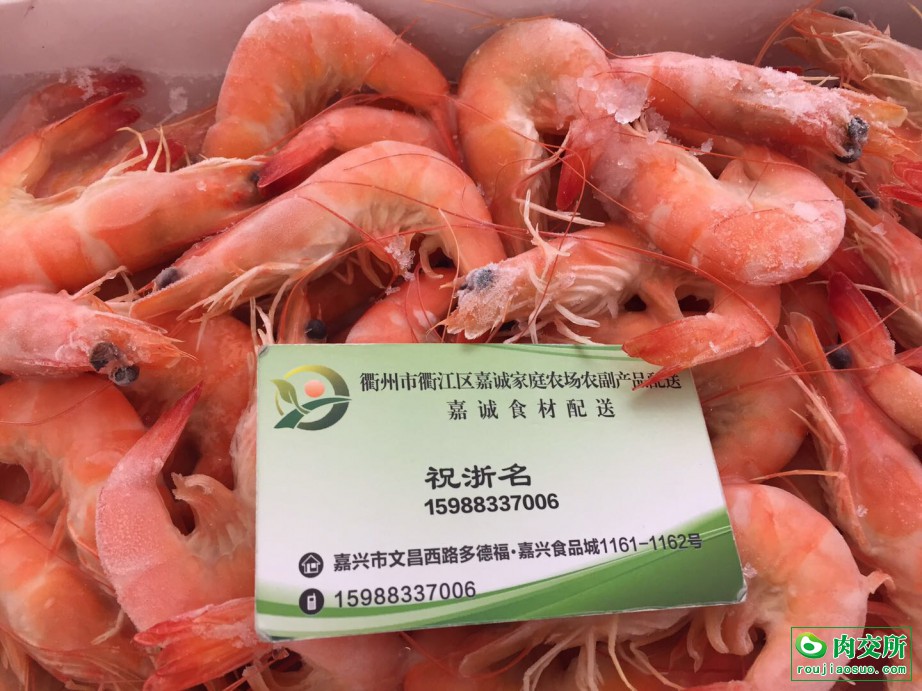 衢州市衢江区嘉诚家庭农场农副产品配送
嘉诚食材配送
祝浙名
15988337006
嘉兴市文昌西路多德福·嘉兴食品城1161-1162号
15988337006
肉交所
roujiaosuo.com